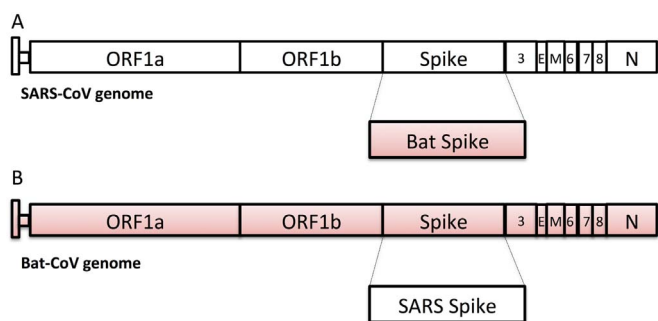 A
ORF1a ORF1b Spike 3 E M 6 7 8 N
SARS-CoV genome
Bat Spike
B
ORF1a ORF1b Spike 3 E M 6 7 8 N
Bat-CoV genome
SARS Spike